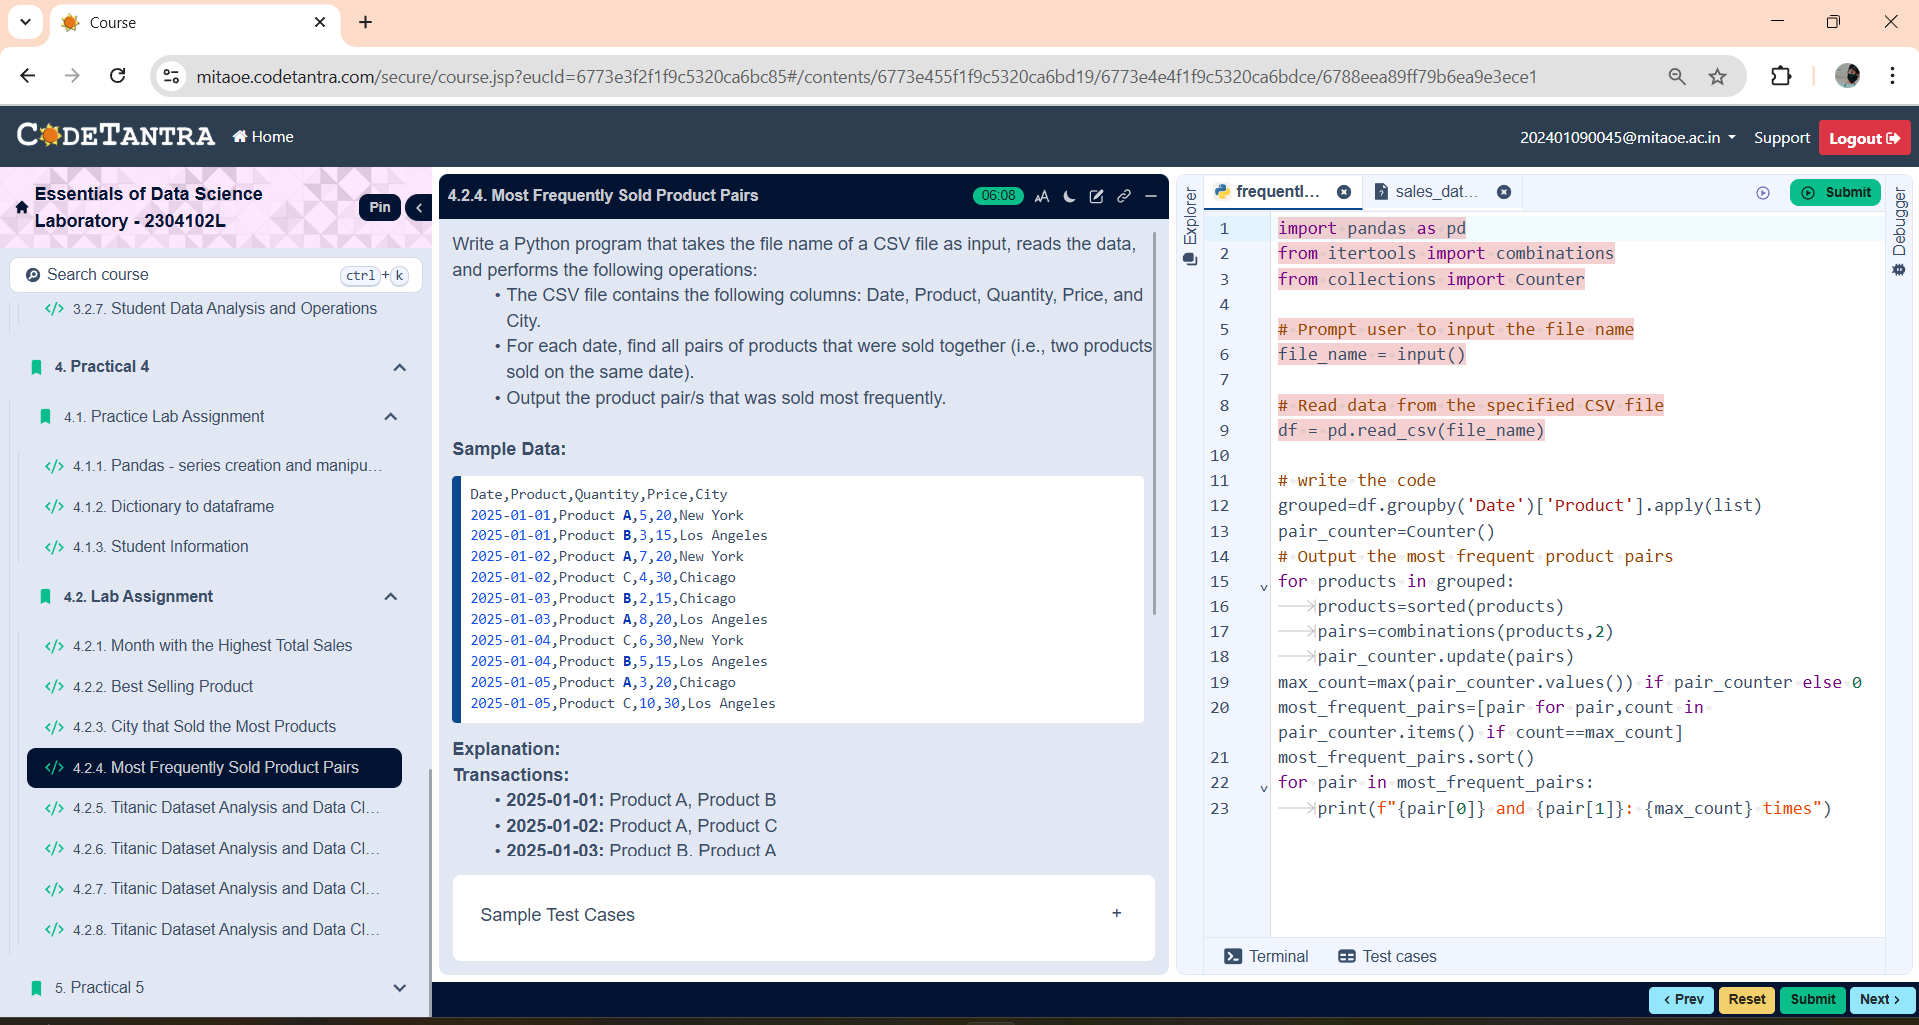 Course
mitaoe.codetantra.com/secure/course.jsp?eucId=6773e3f2f1f9c5320ca6bc85#/contents/6773e455f1f9c5320ca6bd19/6773e4e4f1f9c5320ca6bdce/6788eea89ff79b6ea9e3ece1
CODETANTRA
Home
202401090045@mitaoe.ac.in
Support
Logout
Essentials of Data Science
Laboratory - 2304102L
Pin
Search course
ctrl + k
3.2.7. Student Data Analysis and Operations
4. Practical 4
4.1. Practice Lab Assignment
4.1.1. Pandas - series creation and manipu...
4.1.2. Dictionary to dataframe
4.1.3. Student Information
4.2. Lab Assignment
4.2.1. Month with the Highest Total Sales
4.2.2. Best Selling Product
4.2.3. City that Sold the Most Products
4.2.4. Most Frequently Sold Product Pairs
4.2.5. Titanic Dataset Analysis and Data Cl...
4.2.6. Titanic Dataset Analysis and Data Cl...
4.2.7. Titanic Dataset Analysis and Data Cl...
4.2.8. Titanic Dataset Analysis and Data Cl...
5. Practical 5
4.2.4. Most Frequently Sold Product Pairs
06:08
AA
Write a Python program that takes the file name of a CSV file as input, reads the data,
and performs the following operations:
• The CSV file contains the following columns: Date, Product, Quantity, Price, and
City.
• For each date, find all pairs of products that were sold together (i.e., two products
sold on the same date).
• Output the product pair/s that was sold most frequently.
Sample Data:
Date,Product,Quantity,Price,City
2025-01-01,Product A,5,20,New York
2025-01-01,Product B,3,15,Los Angeles
2025-01-02,Product A,7,20,New York
2025-01-02,Product C,4,30,Chicago
2025-01-03,Product B,2,15,Chicago
2025-01-03,Product A,8,20,Los Angeles
2025-01-04,Product C,6,30,New York
2025-01-04,Product B,5,15,Los Angeles
2025-01-05,Product A,3,20,Chicago
2025-01-05,Product C,10,30,Los Angeles
Explanation:
Transactions:
• 2025-01-01: Product A, Product B
• 2025-01-02: Product A, Product C
• 2025-01-03: Product B, Product A
Sample Test Cases
+
Explorer
frequentl...
sales_dat...
Submit
Debugger
1 import pandas as pd
2 from itertools import combinations
3 from collections import Counter
4
5 # Prompt user to input the file name
6 file_name = input()
7
8 # Read data from the specified CSV file
9 df = pd.read_csv(file_name)
10
11 # write the code
12 grouped=df.groupby('Date')['Product'].apply(list)
13 pair_counter=Counter()
14 # Output the most frequent product pairs
15 for products in grouped:
16 products=sorted(products)
17 pairs=combinations(products,2)
18 pair_counter.update(pairs)
19 max_count=max(pair_counter.values()) if pair_counter else 0
20 most_frequent_pairs=[pair for pair,count in
pair_counter.items() if count==max_count]
21 most_frequent_pairs.sort()
22 for pair in most_frequent_pairs:
23 print(f"{pair[0]} and {pair[1]}: {max_count} times")
Terminal
Test cases
< Prev
Reset
Submit
Next >